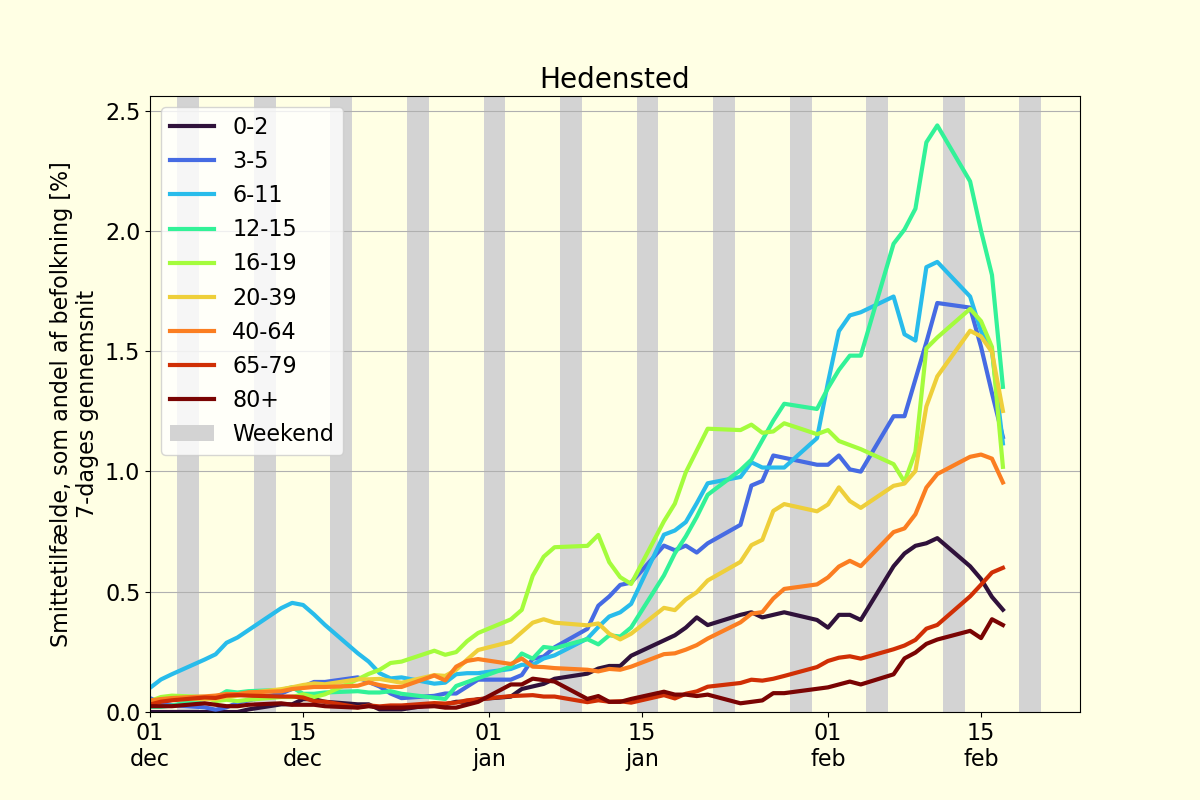 Hedensted
Smittetilfælde, som andel af befolkning [%]
7-dages gennemsnit
2.5
2.0
1.5
1.0
0.5
0.0
0-2
3-5
6-11
12-15
16-19
20-39
40-64
65-79
80+
Weekend
01 15 01 15 01 15
dec dec jan jan feb feb